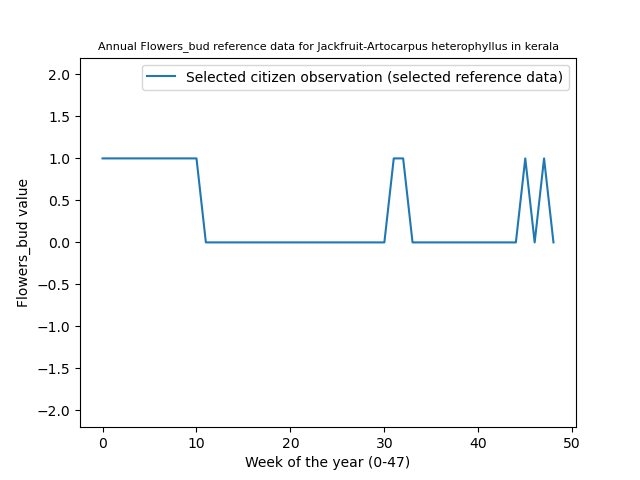 Annual Flowers_bud reference data for Jackfruit-Artocarpus heterophyllus in kerala
Selected citizen observation (selected reference data)
2.0
1.5
1.0
0.5
0.0
−0.5
−1.0
−1.5
−2.0
Flowers_bud value
0 10 20 30 40 50
Week of the year (0-47)